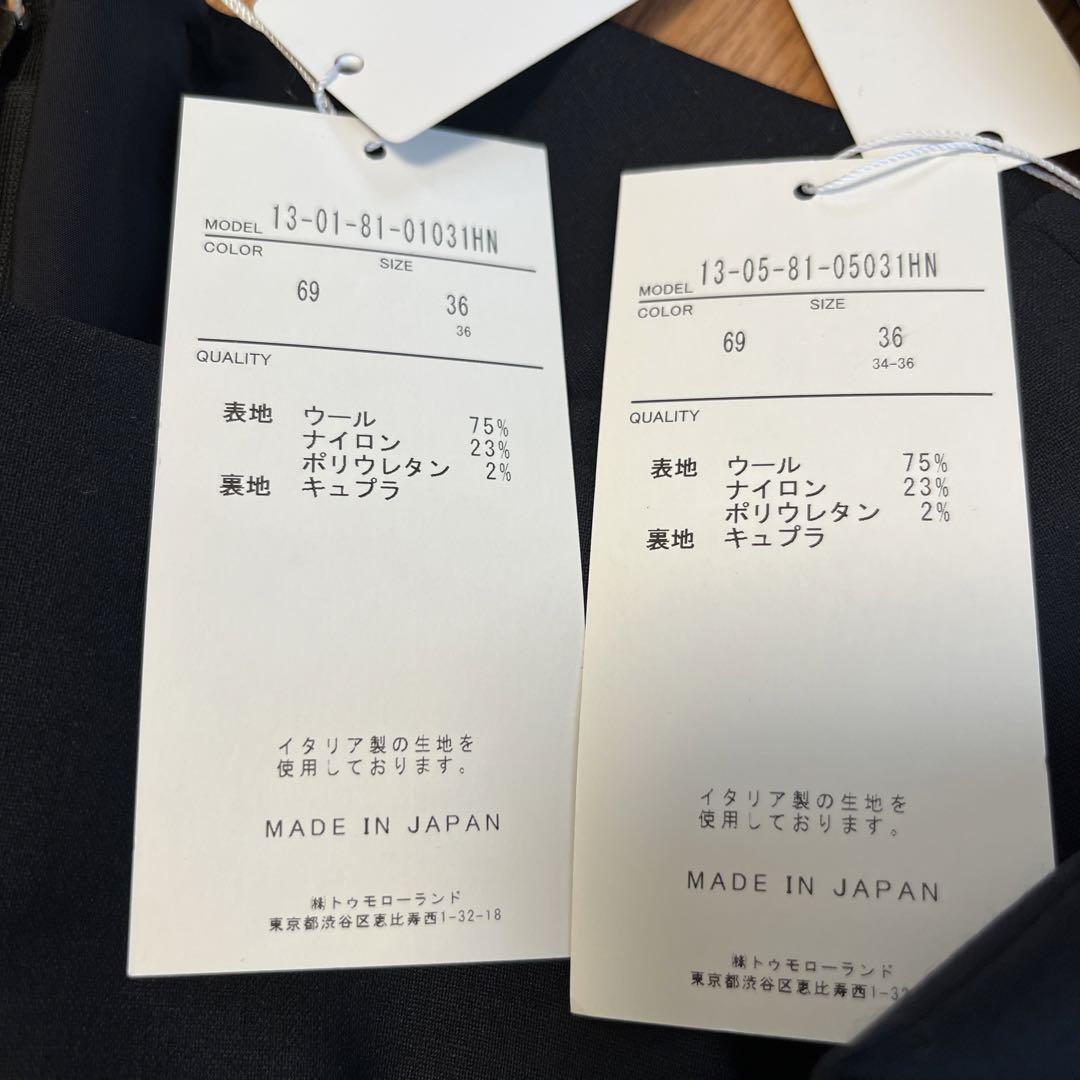 MODEL 13-01-81-01031HN
COLOR SIZE
69 36
36
QUALITY
表地 ウール 75%
ナイロン 23%
ポリウレタン 2%
裏地 キュプラ
イタリア製の生地を
使用しております。
MADE IN JAPAN
㈱トゥモローランド
東京都渋谷区恵比寿西1-32-18
MODEL 13-05-81-05031HN
COLOR SIZE
69 36
34-36
QUALITY
表地 ウール 75%
ナイロン 23%
ポリウレタン 2%
裏地 キュプラ
イタリア製の生地を
使用しております。
MADE IN JAPAN
㈱トゥモローランド
東京都渋谷区恵比寿西1-32